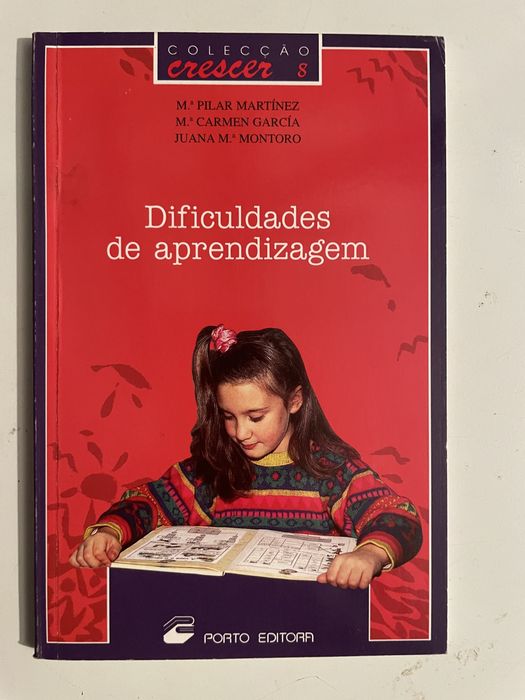 COLECÇÃO
crescer 8
M.ª PILAR MARTÍNEZ
M.ª CARMEN GARCÍA
JUANA M.ª MONTORO
Dificuldades
de aprendizagem
PORTO EDITORA